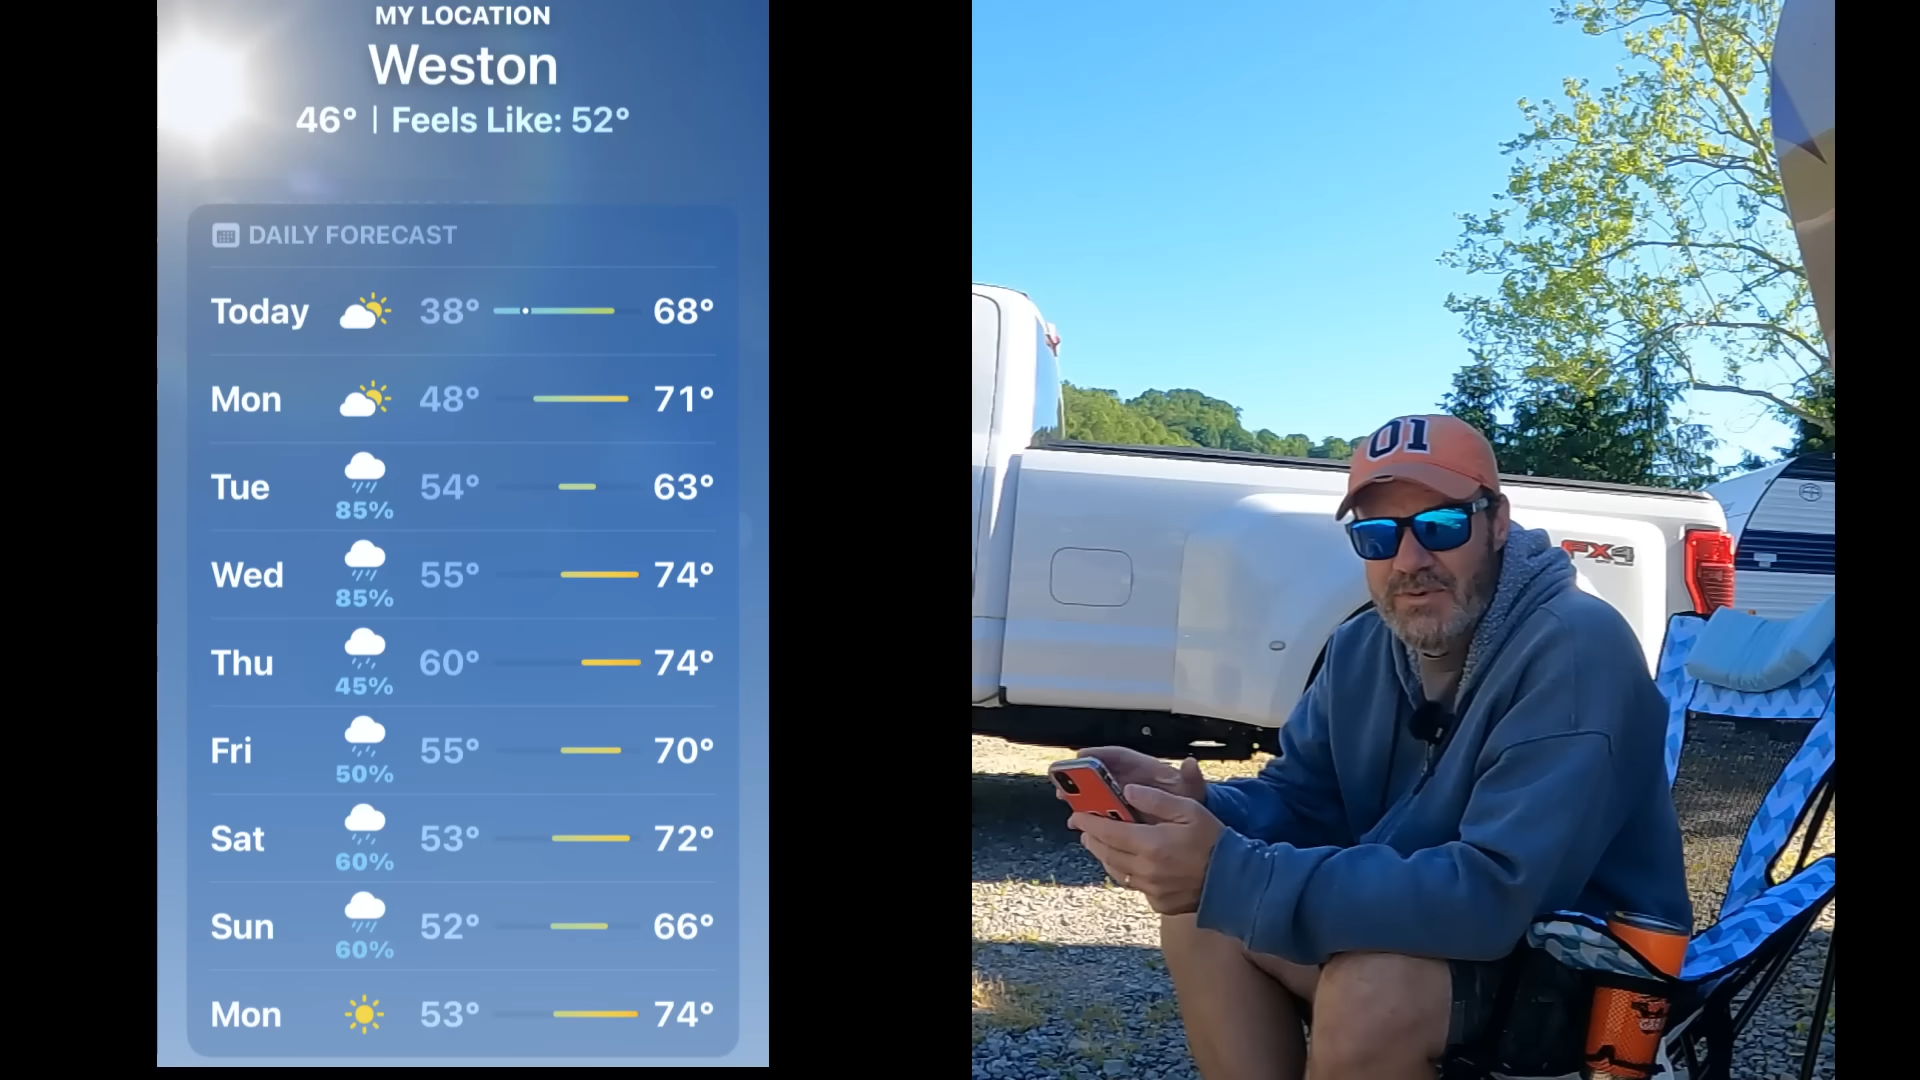 MY LOCATION
Weston
46° | Feels Like: 52°
DAILY FORECAST
Today 38° 68°
Mon 48° 71°
Tue 85% 54° 63°
Wed 85% 55° 74°
Thu 45% 60° 74°
Fri 50% 55° 70°
Sat 60% 53° 72°
Sun 60% 52° 66°
Mon 53° 74°
01
FX4